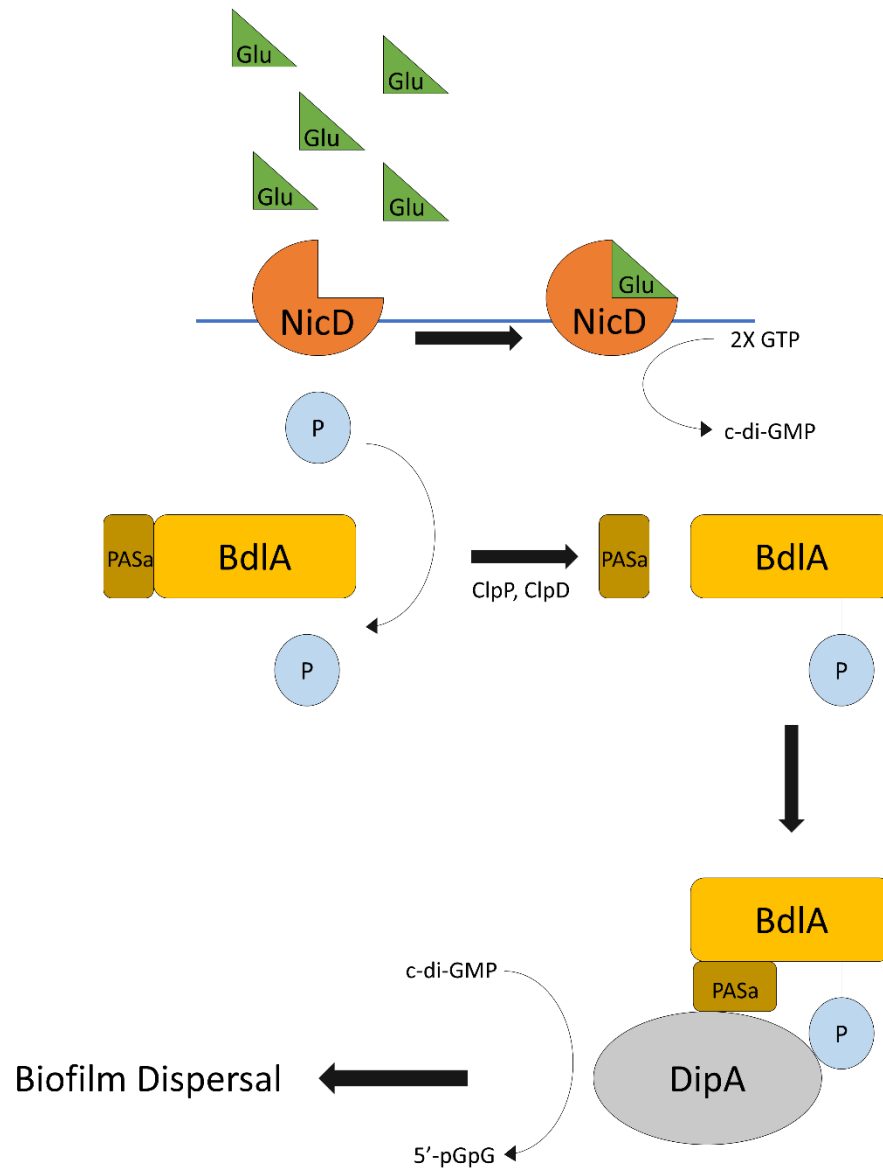 Glu
Glu
Glu
Glu
Glu
NicD
Glu
NicD
2X GTP
c-di-GMP
P
PASa
BdlA
ClpP, ClpD
PASa
BdlA
P
P
BdlA
PASa
P
c-di-GMP
DipA
Biofilm Dispersal
5’-pGpG